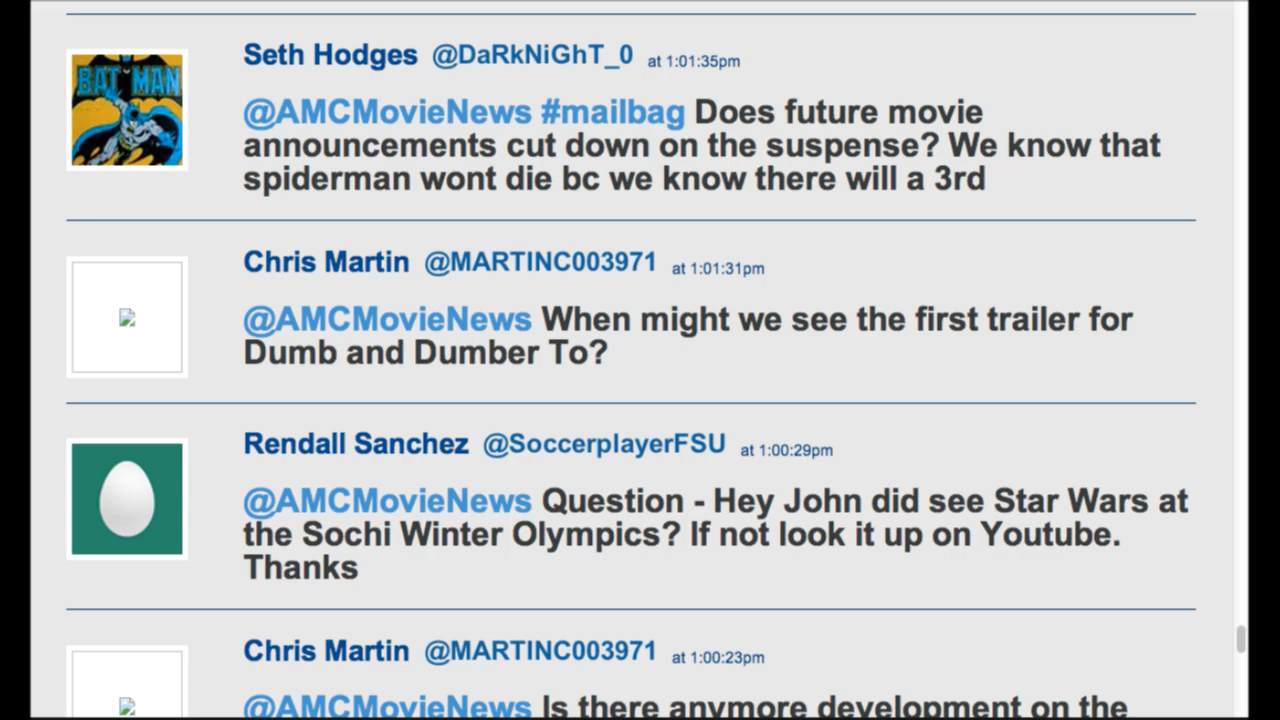 BATMAN
Seth Hodges @DaRkNiGhT_0 at 1:01:35pm
@AMCMovieNews #mailbag Does future movie
announcements cut down on the suspense? We know that
spiderman wont die bc we know there will a 3rd
Chris Martin @MARTINC003971 at 1:01:31pm
@AMCMovieNews When might we see the first trailer for
Dumb and Dumber To?
Rendall Sanchez @SoccerplayerFSU at 1:00:29pm
@AMCMovieNews Question - Hey John did see Star Wars at
the Sochi Winter Olympics? If not look it up on Youtube.
Thanks
Chris Martin @MARTINC003971 at 1:00:23pm
@AMCMovieNews Is there anymore development on the